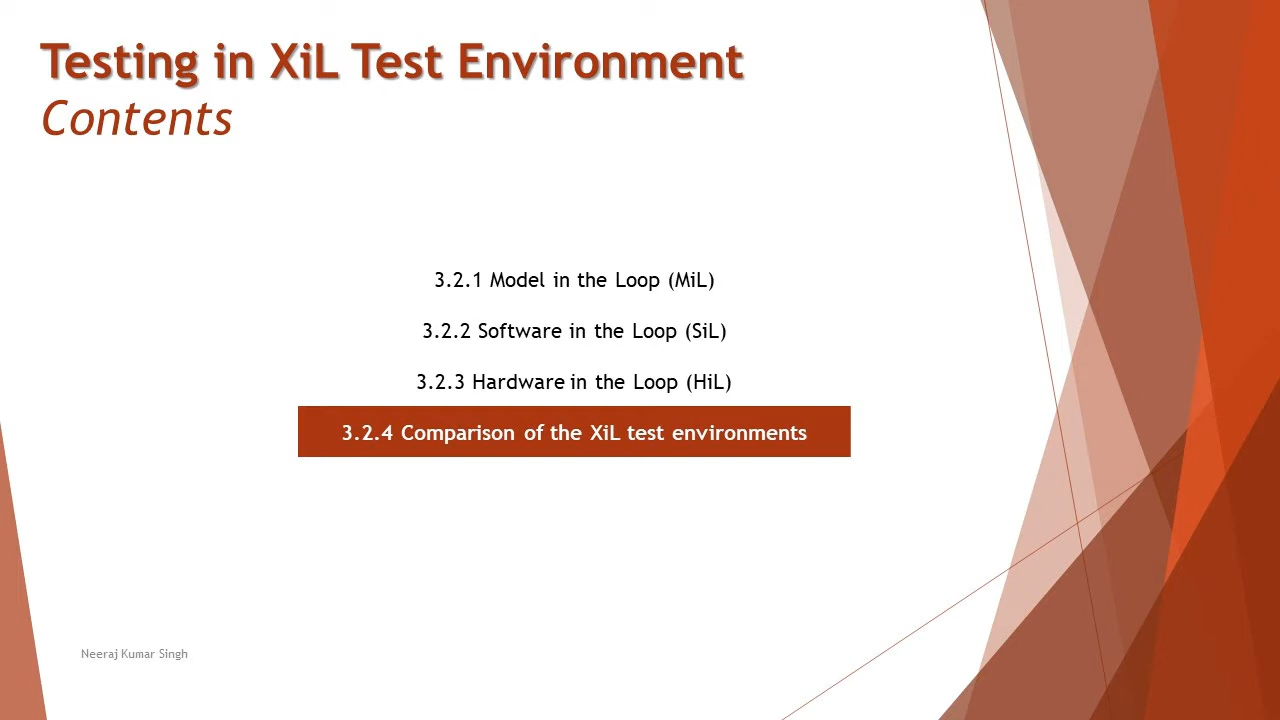 Testing in XiL Test Environment
Contents
3.2.1 Model in the Loop (MiL)
3.2.2 Software in the Loop (SiL)
3.2.3 Hardware in the Loop (HiL)
3.2.4 Comparison of the XiL test environments
Neeraj Kumar Singh